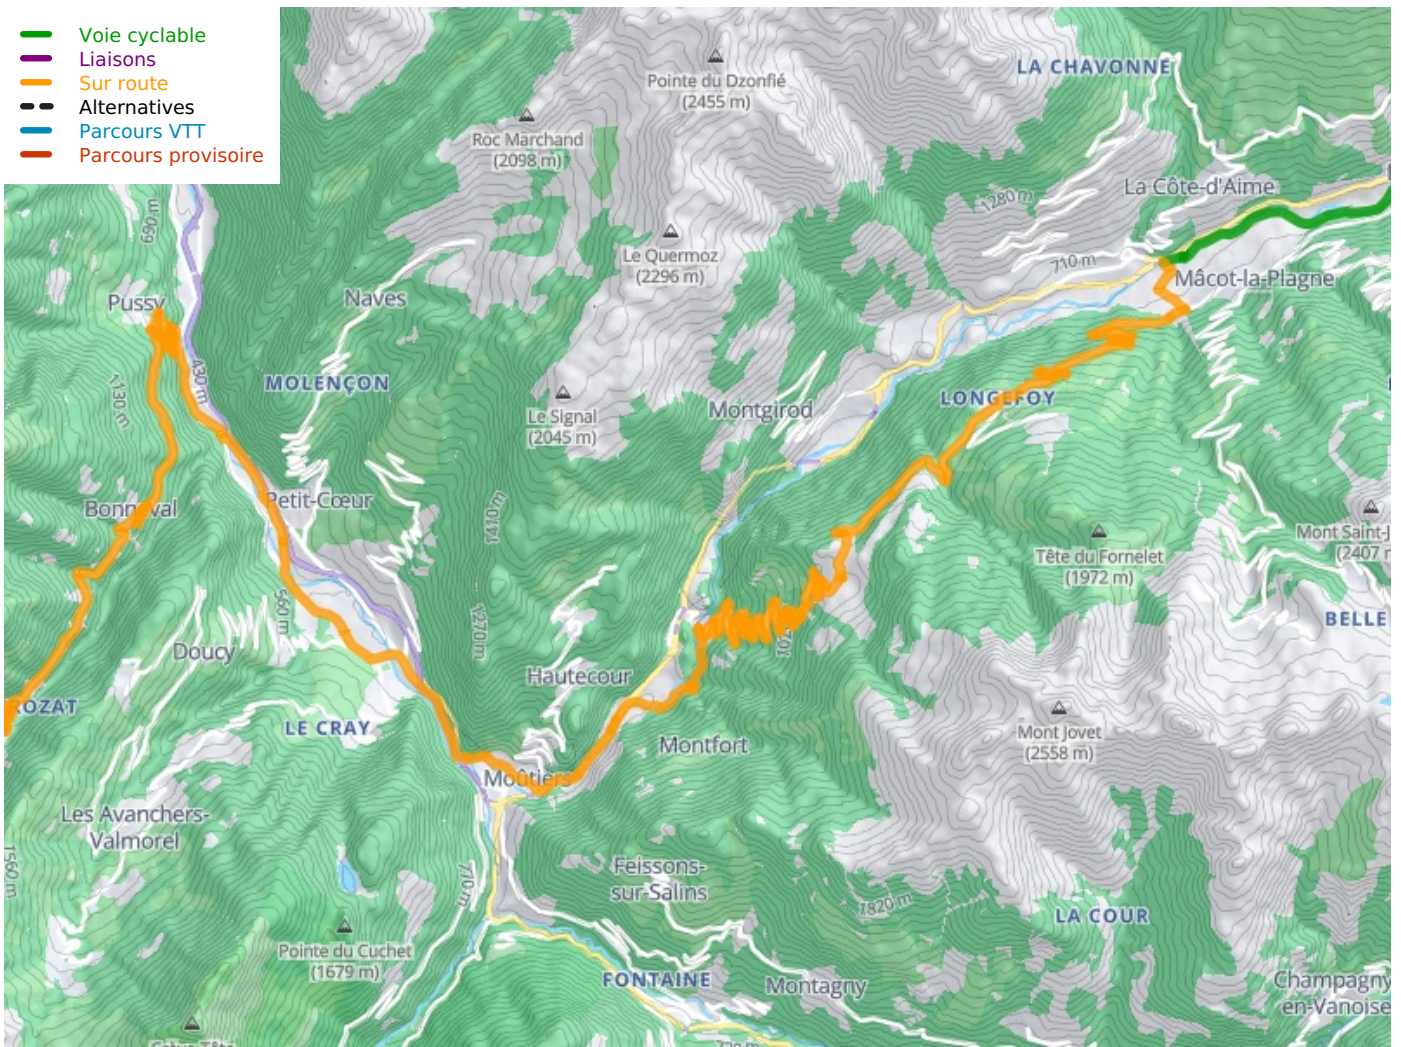 Voie cyclable
Liaisons
Sur route
Alternatives
Parcours VTT
Parcours provisoire
Pointe du Dzonfié
(2455 m)
LA CHAVONNE
Roc Marchand
(2098 m)
690 m
1280 m
La Côte-d'Aime
Le Quermoz
(2296 m)
710 m
Mâcot-la-Plagne
Pussy
Naves
430 m
1130 m
MOLENÇON
Le Signal
(2045 m)
Montgirod
LONGEFOY
Bonneval
Petit-Cœur
1410 m
Mont Saint-J
(2407 m
Tête du Fornelet
(1972 m)
560 m
1270 m
BELLE
Doucy
Hautecour
ROZAT
LE CRAY
Montfort
Mont Jovet
(2558 m)
Moûtiers
Les Avanchers-
Valmorel
1560 m
770 m
Feissons-
sur-Salins
1820 m
LA COUR
Pointe du Cuchet
(1679 m)
FONTAINE
Montagny
Champagny
en-Vanoise